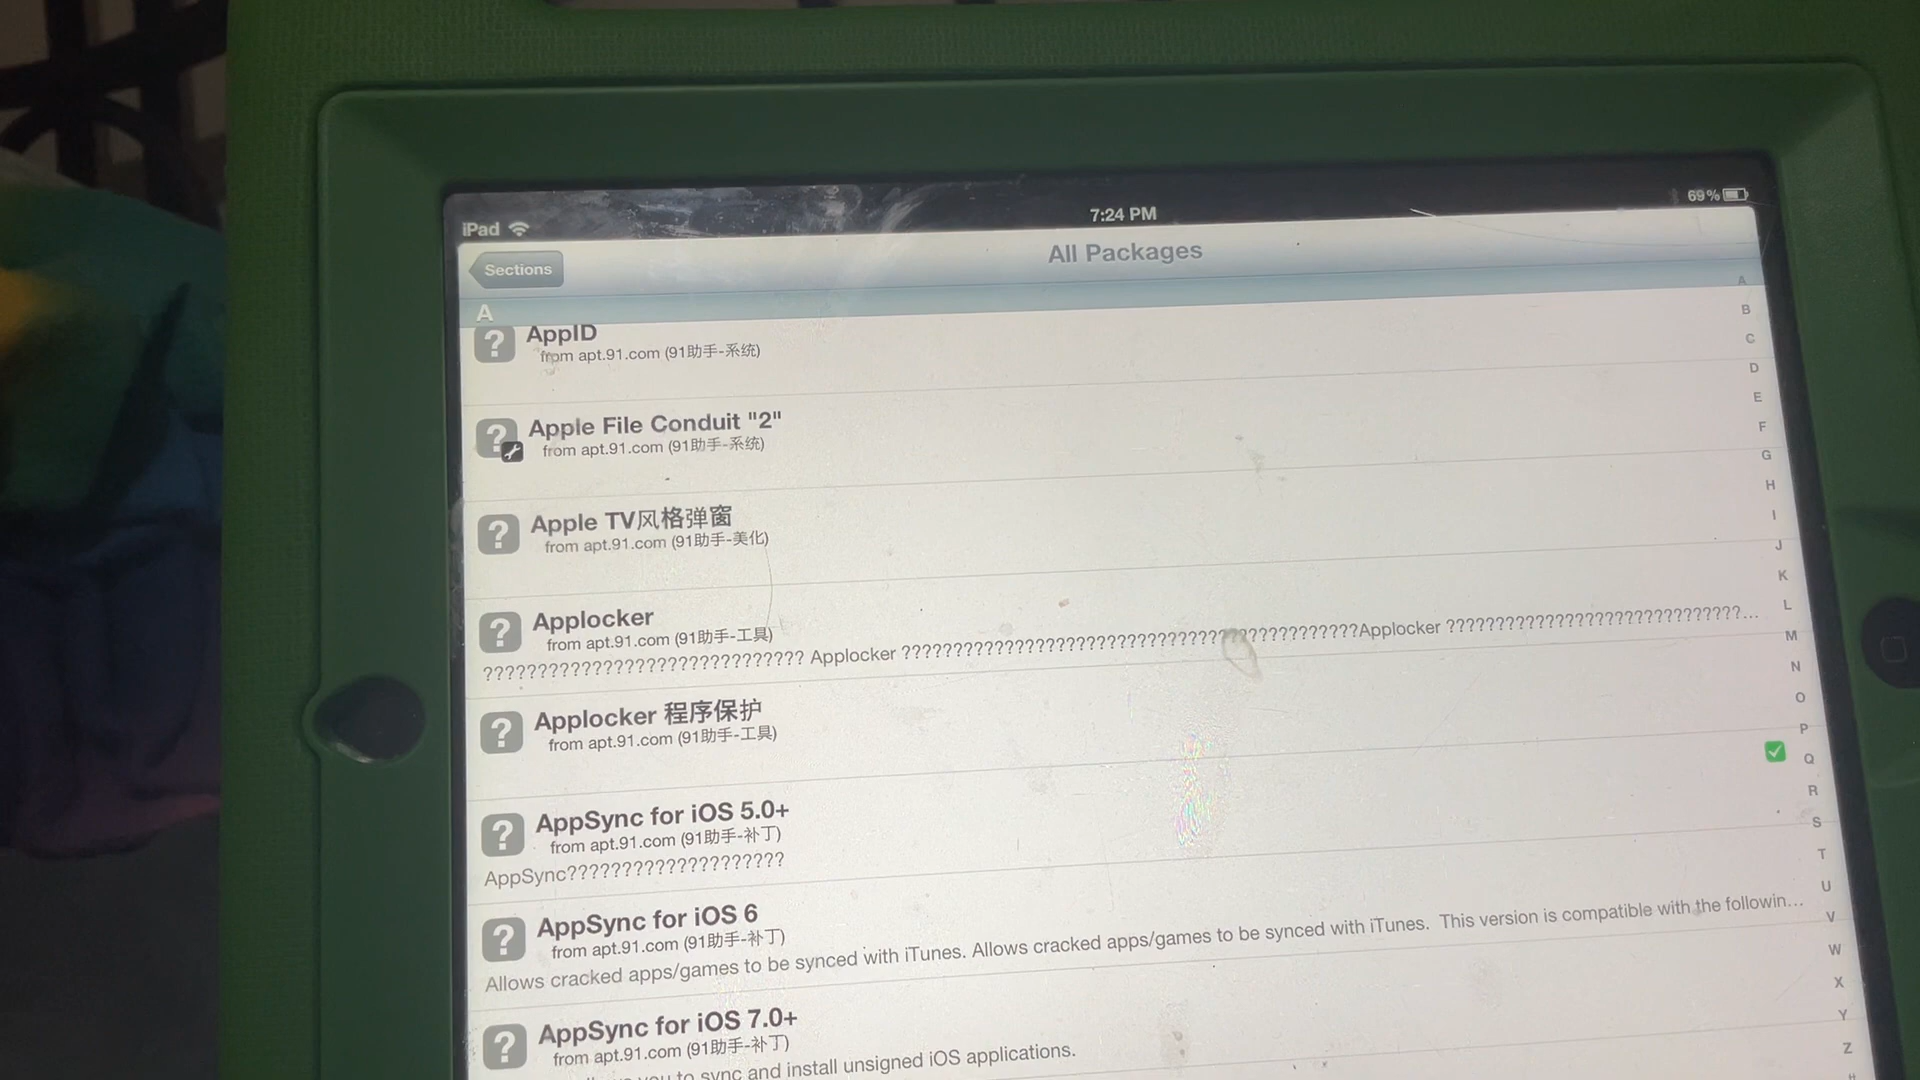 iPad
7:24 PM
69%
Sections
All Packages
A
AppID
from apt.91.com (91助手-系统)
Apple File Conduit "2"
from apt.91.com (91助手-系统)
Apple TV风格弹窗
from apt.91.com (91助手-美化)
Applocker
from apt.91.com (91助手-工具)
????????????????????????????? Applocker ?????????????????????????????????????????Applocker ??????????????????????????????...
Applocker 程序保护
from apt.91.com (91助手-工具)
AppSync for iOS 5.0+
from apt.91.com (91助手-补丁)
AppSync????????????????????
AppSync for iOS 6
from apt.91.com (91助手-补丁)
Allows cracked apps/games to be synced with iTunes. Allows cracked apps/games to be synced with iTunes. This version is compatible with the followin...
AppSync for iOS 7.0+
from apt.91.com (91助手-补丁)
you to sync and install unsigned iOS applications.
A
B
C
D
E
F
G
H
I
J
K
L
M
N
O
P
Q
R
S
T
U
V
W
X
Y
Z
#